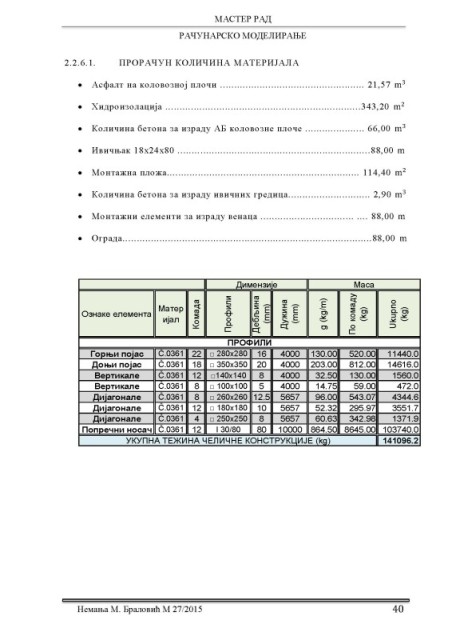 МАСТЕР РАД
РАЧУНАРСКО МОДЕЛИРАЊЕ
2.2.6.1. ПРОРАЧУН КОЛИЧИНА МАТЕРИЈАЛА
• Асфалт на коловозној плочи ................................................... 21,57 m³
• Хидроизолација .....................................................................343,20 m²
• Количина бетона за израду АБ коловозне плоче ..................... 66,00 m³
• Ивичњак 18x24x80 ....................................................................88,00 m
• Монтажна пложа.................................................................... 114,40 m²
• Количина бетона за израду ивичних гредица............................. 2,90 m³
• Монтажни елементи за израду венаца ................................. .... 88,00 m
• Ограда........................................................................................88,00 m
Димензије Маса
Ознаке елемента Матер ијал Комада Профили Дебљина (mm) Дужина (mm) g (kg/m) По комаду (kg) Ukupno (kg)
ПРОФИЛИ
Горњи појас Č.0361 22 □ 280x280 16 4000 130.00 520.00 11440.0
Доњи појас Č.0361 18 □ 350x350 20 4000 203.00 812.00 14616.0
Вертикале Č.0361 12 □140x140 8 4000 32.50 130.00 1560.0
Вертикале Č.0361 8 □ 100x100 5 4000 14.75 59.00 472.0
Дијагонале Č.0361 8 □ 260x260 12.5 5657 96.00 543.07 4344.6
Дијагонале Č.0361 12 □ 180x180 10 5657 52.32 295.97 3551.7
Дијагонале Č.0361 4 □ 250x250 8 5657 60.63 342.98 1371.9
Попречни носач Č.0361 12 I 30/80 80 10000 864.50 8645.00 103740.0
УКУПНА ТЕЖИНА ЧЕЛИЧНЕ КОНСТРУКЦИЈЕ (kg) 141096.2
Немања М. Браловић М 27/2015 40